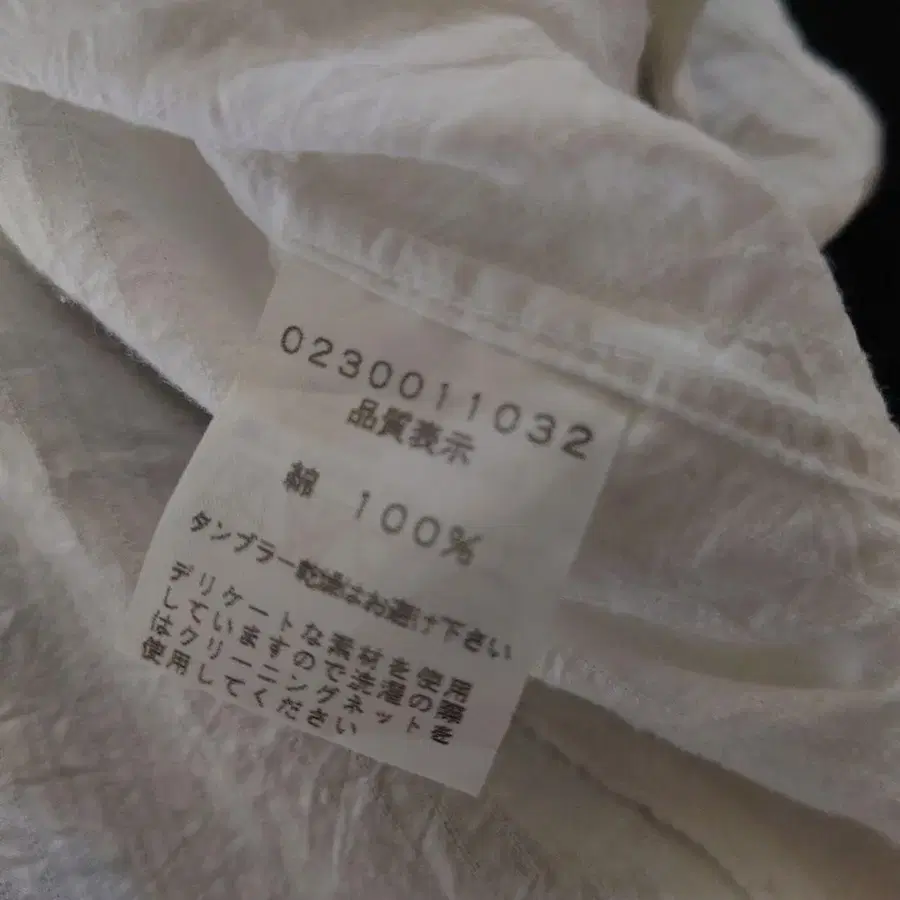 0230011032
品質表示
綿 100%
タンブラー乾燥はお避け下さい
デリケートな素材を使用
していますので洗濯の際
はクリーニングネットを
使用してください